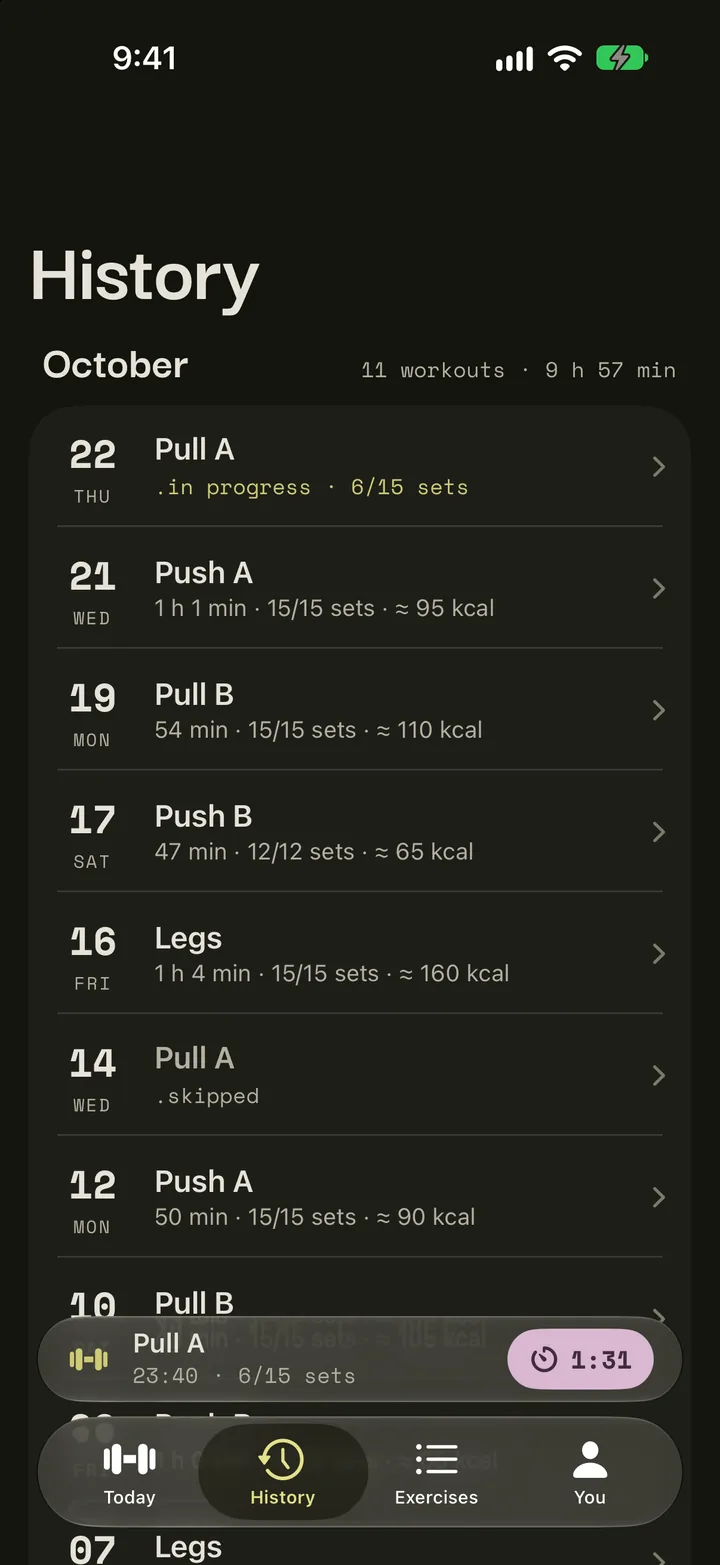 9:41
History
October
11 workouts · 9 h 57 min
22 Pull A
THU .in progress · 6/15 sets
21 Push A
WED 1 h 1 min · 15/15 sets · ≈ 95 kcal
19 Pull B
MON 54 min · 15/15 sets · ≈ 110 kcal
17 Push B
SAT 47 min · 12/12 sets · ≈ 65 kcal
16 Legs
FRI 1 h 4 min · 15/15 sets · ≈ 160 kcal
14 Pull A
WED .skipped
12 Push A
MON 50 min · 15/15 sets · ≈ 90 kcal
10 Pull B
Pull A
23:40 · 6/15 sets
1:31
FRI
Today
History
Exercises
You
07 Legs